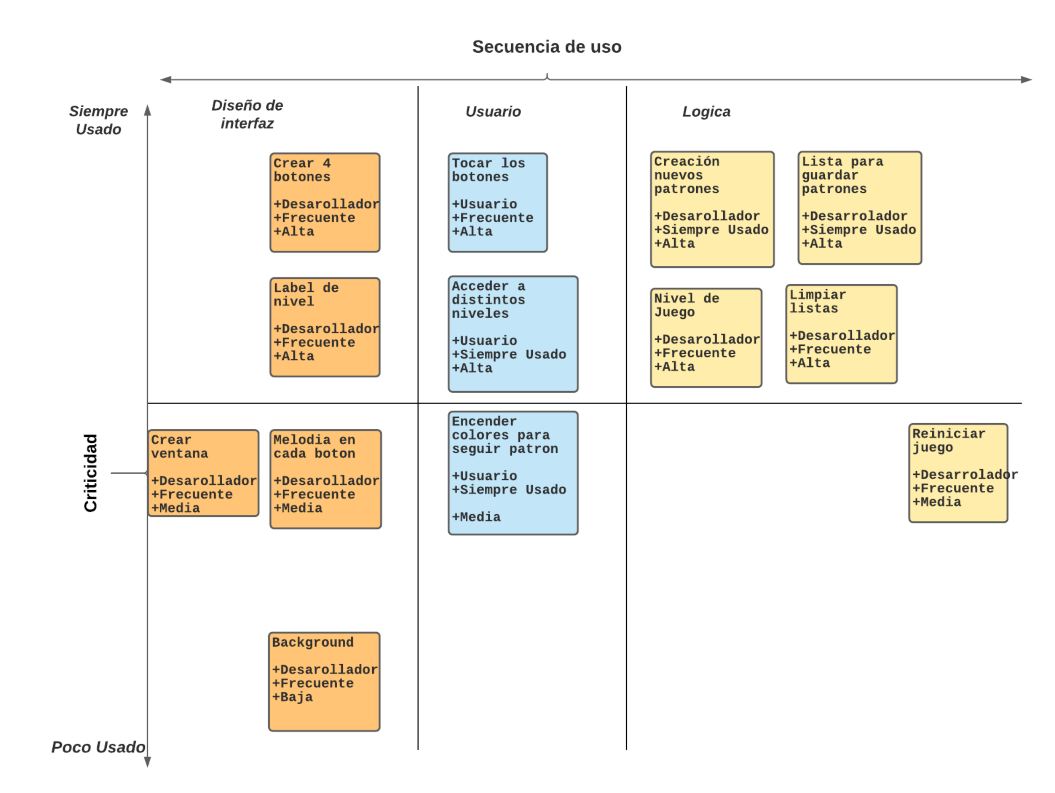 Secuencia de uso
Siempre
Usado
Diseño de
interfaz
Usuario
Logica
Crear 4
botones
+Desarollador
+Frecuente
+Alta
Tocar los
botones
+Usuario
+Frecuente
+Alta
Creación
nuevos
patrones
+Desarollador
+Siempre Usado
+Alta
Lista para
guardar
patrones
+Desarrolador
+Siempre Usado
+Alta
Label de
nivel
+Desarollador
+Frecuente
+Alta
Acceder a
distintos
niveles
+Usuario
+Siempre Usado
+Alta
Nivel de
Juego
+Desarollador
+Frecuente
+Alta
Limpiar
listas
+Desarollador
+Frecuente
+Alta
Criticidad
Crear
ventana
+Desarollador
+Frecuente
+Media
Melodia en
cada boton
+Desarollador
+Frecuente
+Media
Encender
colores para
seguir patron
+Usuario
+Siempre Usado
+Media
Reiniciar
juego
+Desarrolador
+Frecuente
+Media
Background
+Desarollador
+Frecuente
+Baja
Poco Usado